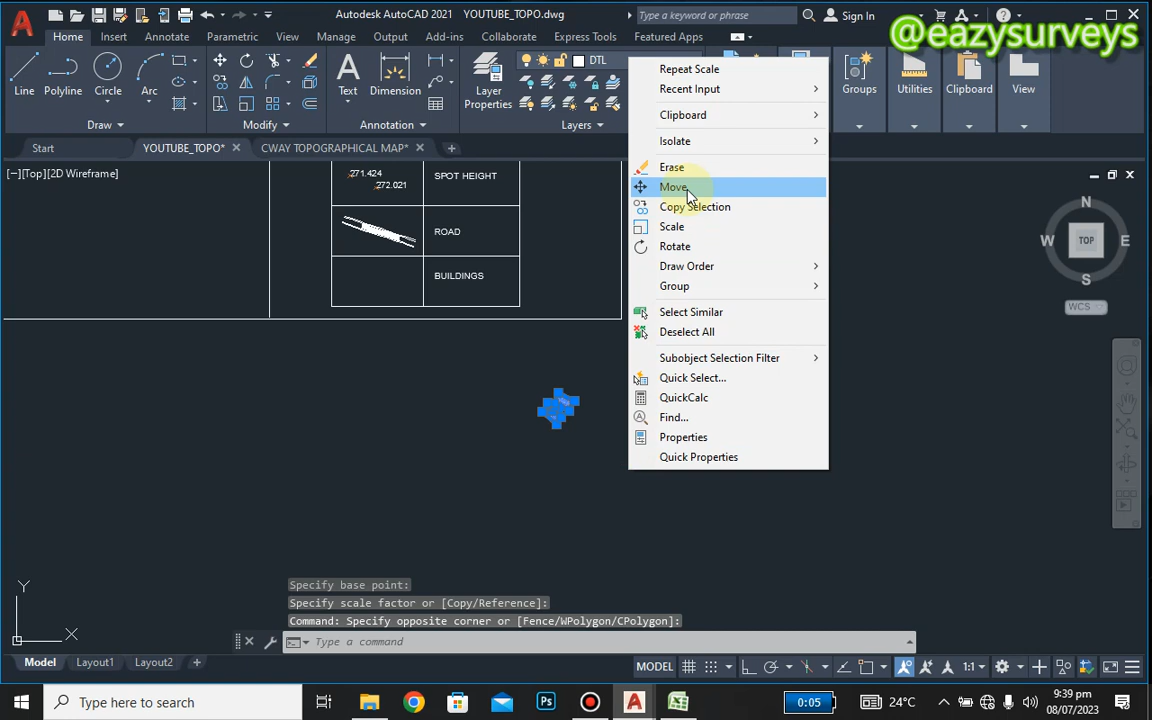 Autodesk AutoCAD 2021 YOUTUBE_TOPO.dwg
Type a keyword or phrase
Sign In
@eazysurveys
Home Insert Annotate Parametric View Manage Output Add-ins Collaborate Express Tools Featured Apps
Line Polyline Circle Arc
Text Dimension
Layer Properties
DTL
Groups Utilities Clipboard View
Draw Modify Annotation Layers
Start YOUTUBE_TOPO* CWAY TOPOGRAPHICAL MAP*
[−][Top][2D Wireframe]
271.424
272.021
SPOT HEIGHT
ROAD
BUILDINGS
Repeat Scale
Recent Input
Clipboard
Isolate
Erase
Move
Copy Selection
Scale
Rotate
Draw Order
Group
Select Similar
Deselect All
Subobject Selection Filter
Quick Select...
QuickCalc
Find...
Properties
Quick Properties
N
W TOP E
S
WCS
Y
X
Specify base point:
Specify scale factor or [Copy/Reference]:
Command: Specify opposite corner or [Fence/WPolygon/CPolygon]:
Type a command
Model Layout1 Layout2
MODEL
1:1
Type here to search
0:05
24°C
9:39 pm
08/07/2023